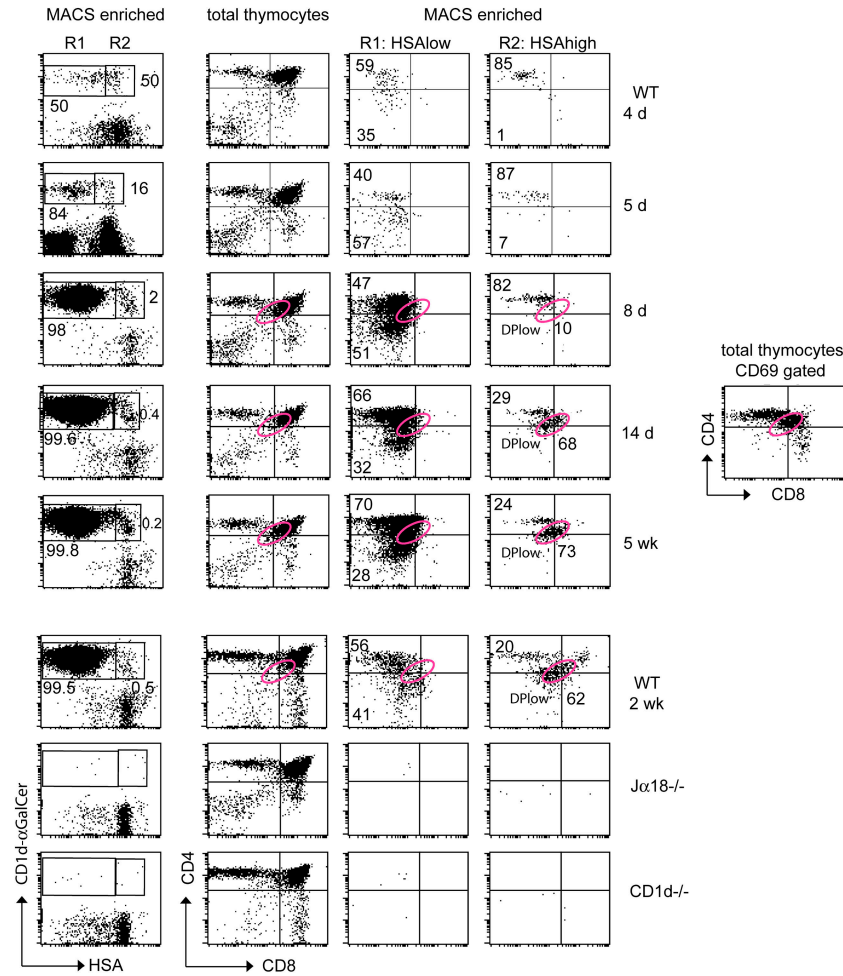 MACS enriched total thymocytes MACS enriched
R1 R2 R1: HSAlow R2: HSAhigh
50 59 85 WT
50 35 1 4 d
16 40 87 5 d
84 57 7
2 47 82 8 d
98 51 DPlow 10
total thymocytes
CD69 gated
0.4 66 29 14 d
99.6 32 DPlow 68
CD4
CD8
0.2 70 24 5 wk
99.8 28 DPlow 73
56 20 WT
99.5 0.5 41 DPlow 62 2 wk
Jα18-/-
CD1d-/-
CD1d-αGalCer
HSA
CD4
CD8